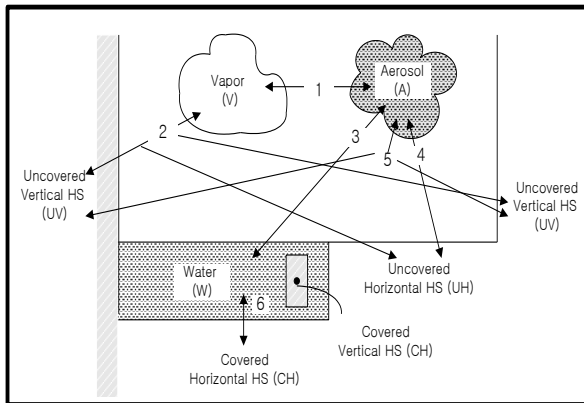 Vapor
(V)
1
Aerosol
(A)
2
3
5
4
Uncovered
Vertical HS
(UV)
Uncovered
Vertical HS
(UV)
Water
(W)
6
Uncovered
Horizontal HS (UH)
Covered
Vertical HS (CH)
Covered
Horizontal HS (CH)